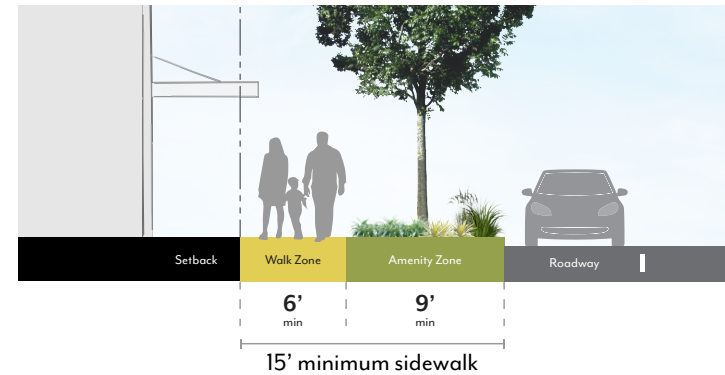 Setback
Walk Zone
Amenity Zone
Roadway
6’
min
9’
min
15’ minimum sidewalk